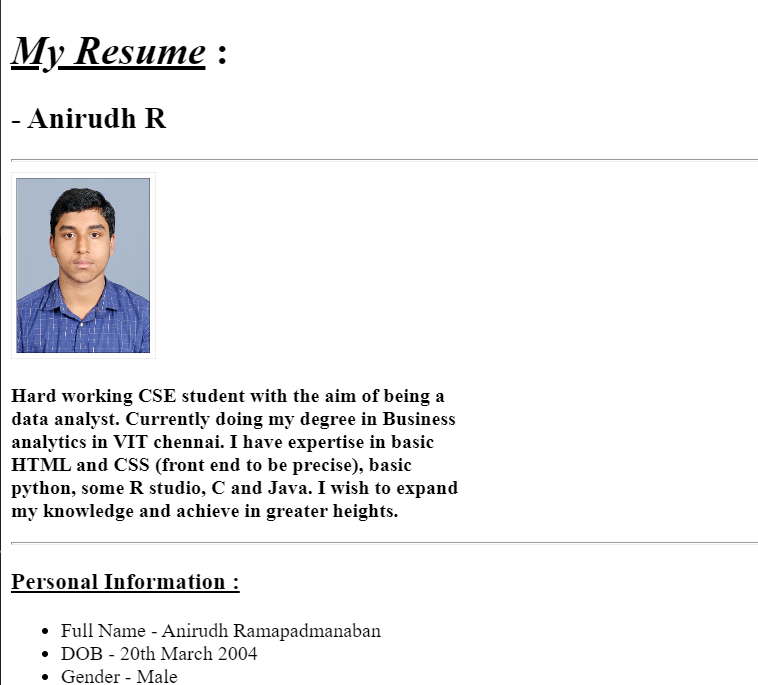 My Resume :
- Anirudh R
Hard working CSE student with the aim of being a
data analyst. Currently doing my degree in Business
analytics in VIT chennai. I have expertise in basic
HTML and CSS (front end to be precise), basic
python, some R studio, C and Java. I wish to expand
my knowledge and achieve in greater heights.
Personal Information :
• Full Name - Anirudh Ramapadmanaban
• DOB - 20th March 2004
• Gender - Male